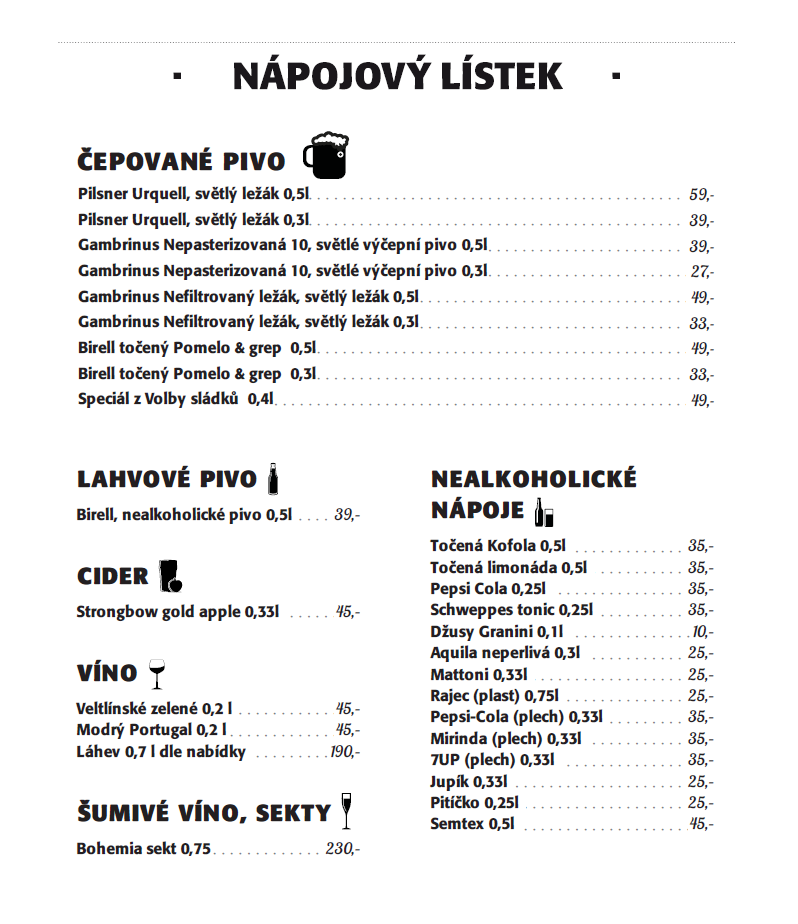 NÁPOJOVÝ LÍSTEK
ČEPOVANÉ PIVO
Pilsner Urquell, světlý ležák 0,5l 59,-
Pilsner Urquell, světlý ležák 0,3l 39,-
Gambrinus Nepasterizovaná 10, světlé výčepní pivo 0,5l 39,-
Gambrinus Nepasterizovaná 10, světlé výčepní pivo 0,3l 27,-
Gambrinus Nefiltrovaný ležák, světlý ležák 0,5l 49,-
Gambrinus Nefiltrovaný ležák, světlý ležák 0,3l 33,-
Birell točený Pomelo & grep 0,5l 49,-
Birell točený Pomelo & grep 0,3l 33,-
Speciál z Volby sládků 0,4l 49,-
LAHVOVÉ PIVO
Birell, nealkoholické pivo 0,5l 39,-
CIDER
Strongbow gold apple 0,33l 45,-
VÍNO
Veltlínské zelené 0,2 l 45,-
Modrý Portugal 0,2 l 45,-
Láhev 0,7 l dle nabídky 190,-
ŠUMIVÉ VÍNO, SEKTY
Bohemia sekt 0,75 230,-
NEALKOHOLICKÉ
NÁPOJE
Točená Kofola 0,5l 35,-
Točená limonáda 0,5l 35,-
Pepsi Cola 0,25l 35,-
Schweppes tonic 0,25l 35,-
Džusy Granini 0,1l 10,-
Aquila neperlivá 0,3l 25,-
Mattoni 0,33l 25,-
Rajec (plast) 0,75l 25,-
Pepsi-Cola (plech) 0,33l 35,-
Mirinda (plech) 0,33l 35,-
7UP (plech) 0,33l 35,-
Jupík 0,33l 25,-
Pitíčko 0,25l 25,-
Semtex 0,5l 45,-